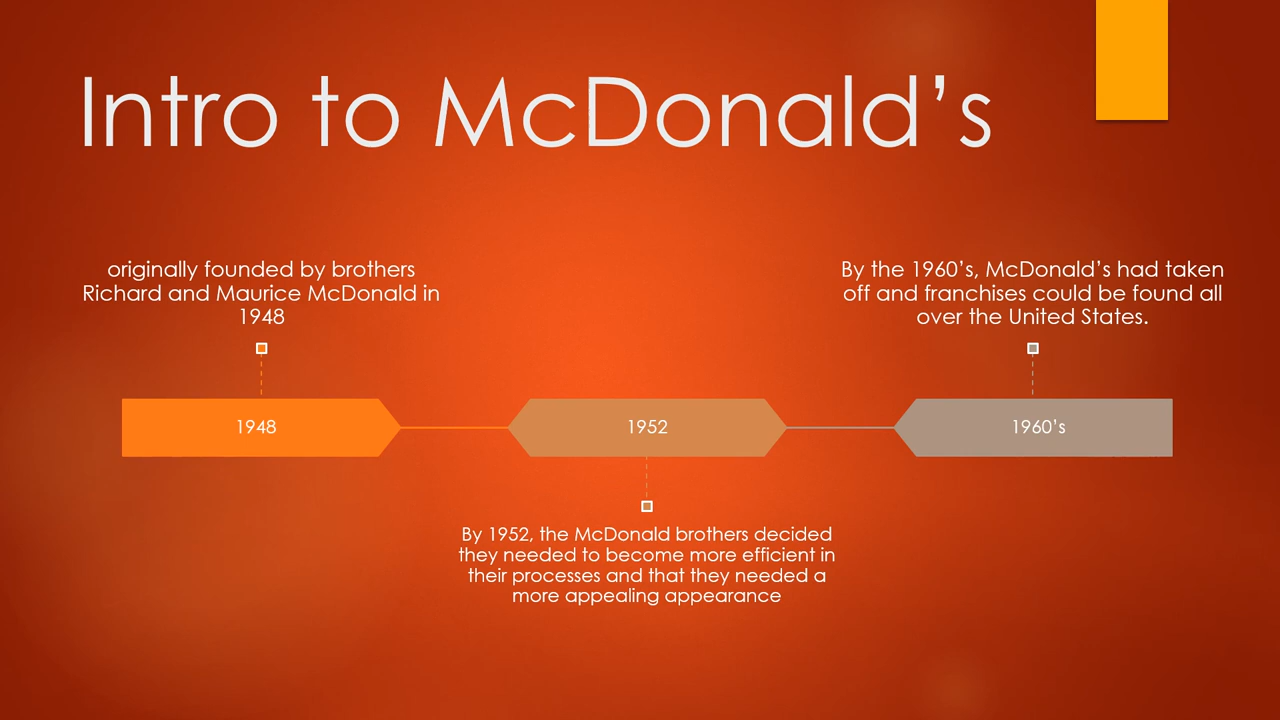 Intro to McDonald’s
originally founded by brothers
Richard and Maurice McDonald in
1948
By the 1960’s, McDonald’s had taken
off and franchises could be found all
over the United States.
1948
1952
1960’s
By 1952, the McDonald brothers decided
they needed to become more efficient in
their processes and that they needed a
more appealing appearance